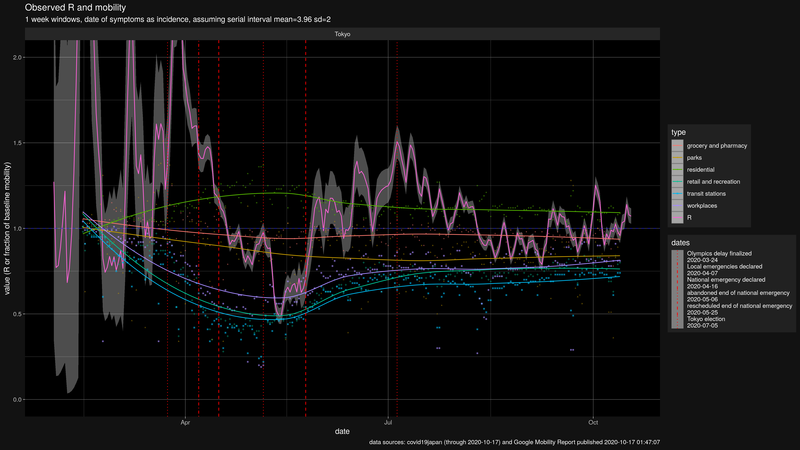 Observed R and mobility
1 week windows, date of symptoms as incidence, assuming serial interval mean=3.96 sd=2
Tokyo
value (R or fraction of baseline mobility)
2.0
1.5
1.0
0.5
0.0
Apr
Jul
Oct
date
type
grocery and pharmacy
parks
residential
retail and recreation
transit stations
workplaces
R
dates
Olympics delay finalized
2020-03-24
Local emergencies declared
2020-04-07
National emergency declared
2020-04-16
abandoned end of national emergency
2020-05-06
rescheduled end of national emergency
2020-05-25
Tokyo election
2020-07-05
data sources: covid19japan (through 2020-10-17) and Google Mobility Report published 2020-10-17 01:47:07